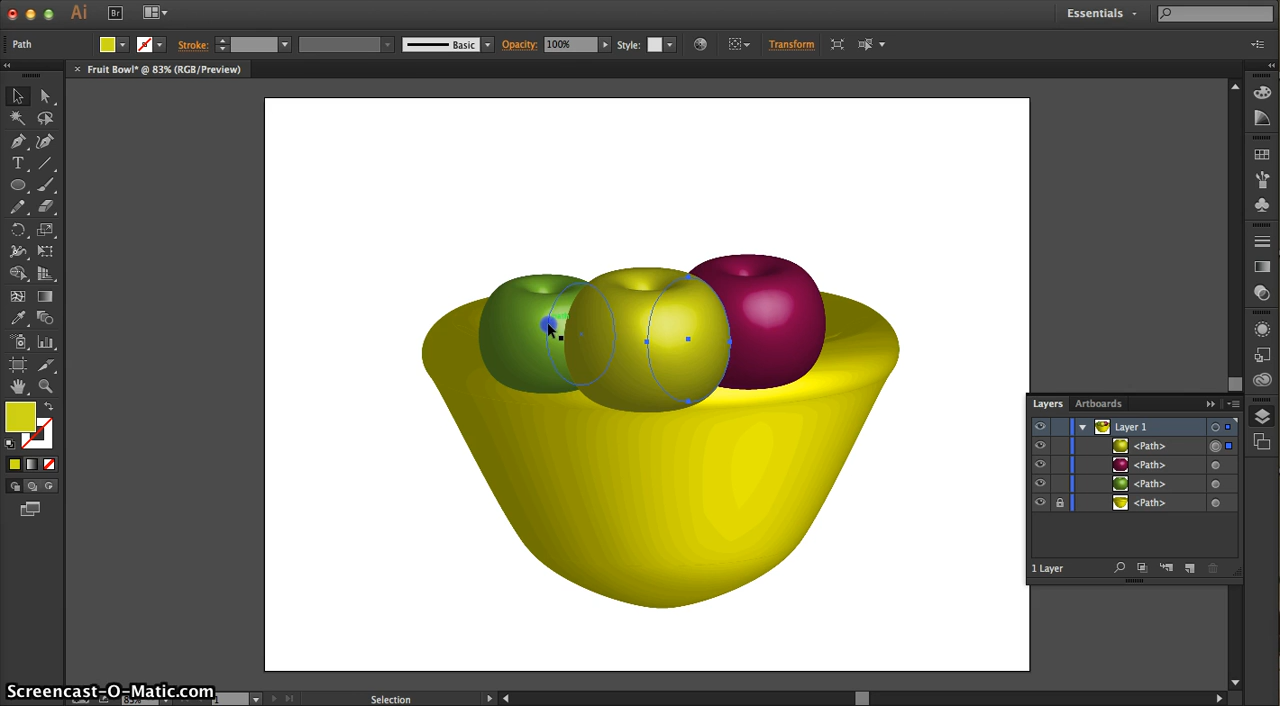 Ai Br Essentials
Path Stroke: Basic Opacity: 100% Style: Transform
× Fruit Bowl* @ 83% (RGB/Preview)
T
Layers Artboards
Layer 1
<Path>
<Path>
<Path>
<Path>
1 Layer
Screencast-O-Matic.com
1 Selection